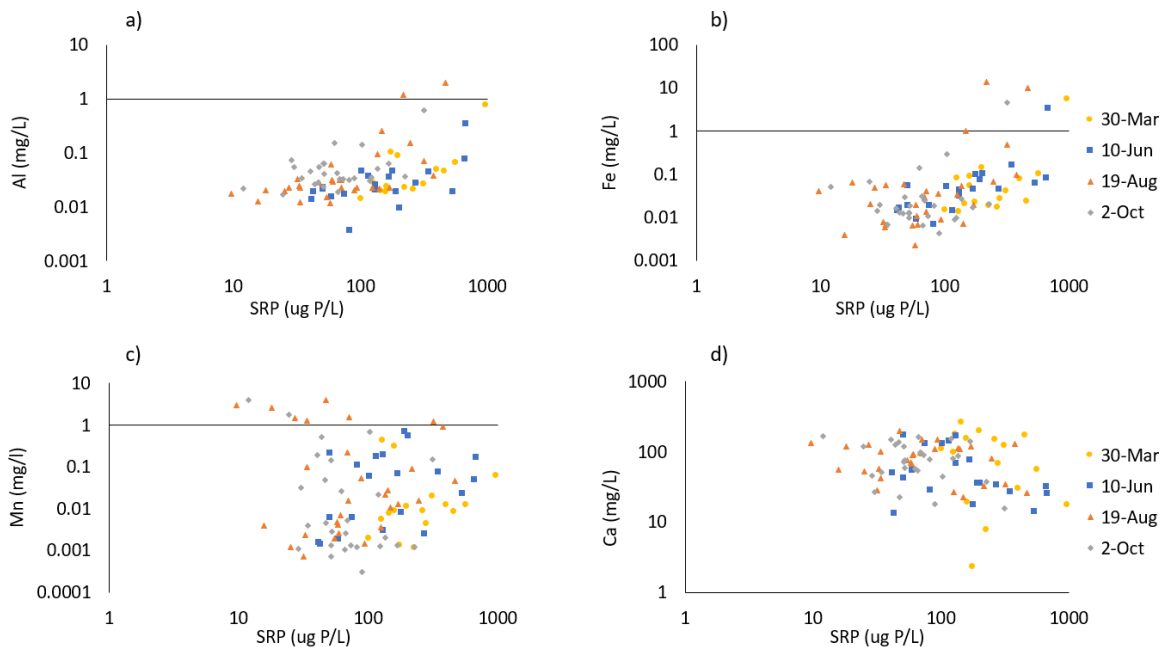 a)
10
1
0.1
0.01
0.001
Al (mg/L)
1 10 100 1000
SRP (ug P/L)
b)
100
10
1
0.1
0.01
0.001
Fe (mg/L)
1 10 100 1000
SRP (ug P/L)
30-Mar
10-Jun
19-Aug
2-Oct
c)
10
1
0.1
0.01
0.001
0.0001
Mn (mg/l)
1 10 100 1000
SRP (ug P/L)
d)
1000
100
10
1
Ca (mg/L)
1 10 100 1000
SRP (ug P/L)
30-Mar
10-Jun
19-Aug
2-Oct